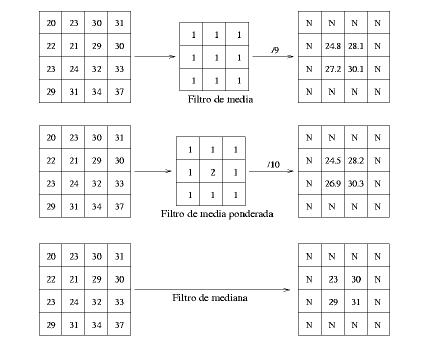 20 23 30 31
22 21 29 30
23 24 32 33
29 31 34 37
1 1 1
1 1 1
1 1 1
Filtro de media
/9
N N N N
N 24.8 28.1 N
N 27.2 30.1 N
N N N N
20 23 30 31
22 21 29 30
23 24 32 33
29 31 34 37
1 1 1
1 2 1
1 1 1
Filtro de media ponderada
/10
N N N N
N 24.5 28.2 N
N 26.9 30.3 N
N N N N
20 23 30 31
22 21 29 30
23 24 32 33
29 31 34 37
Filtro de mediana
N N N N
N 23 30 N
N 29 31 N
N N N N